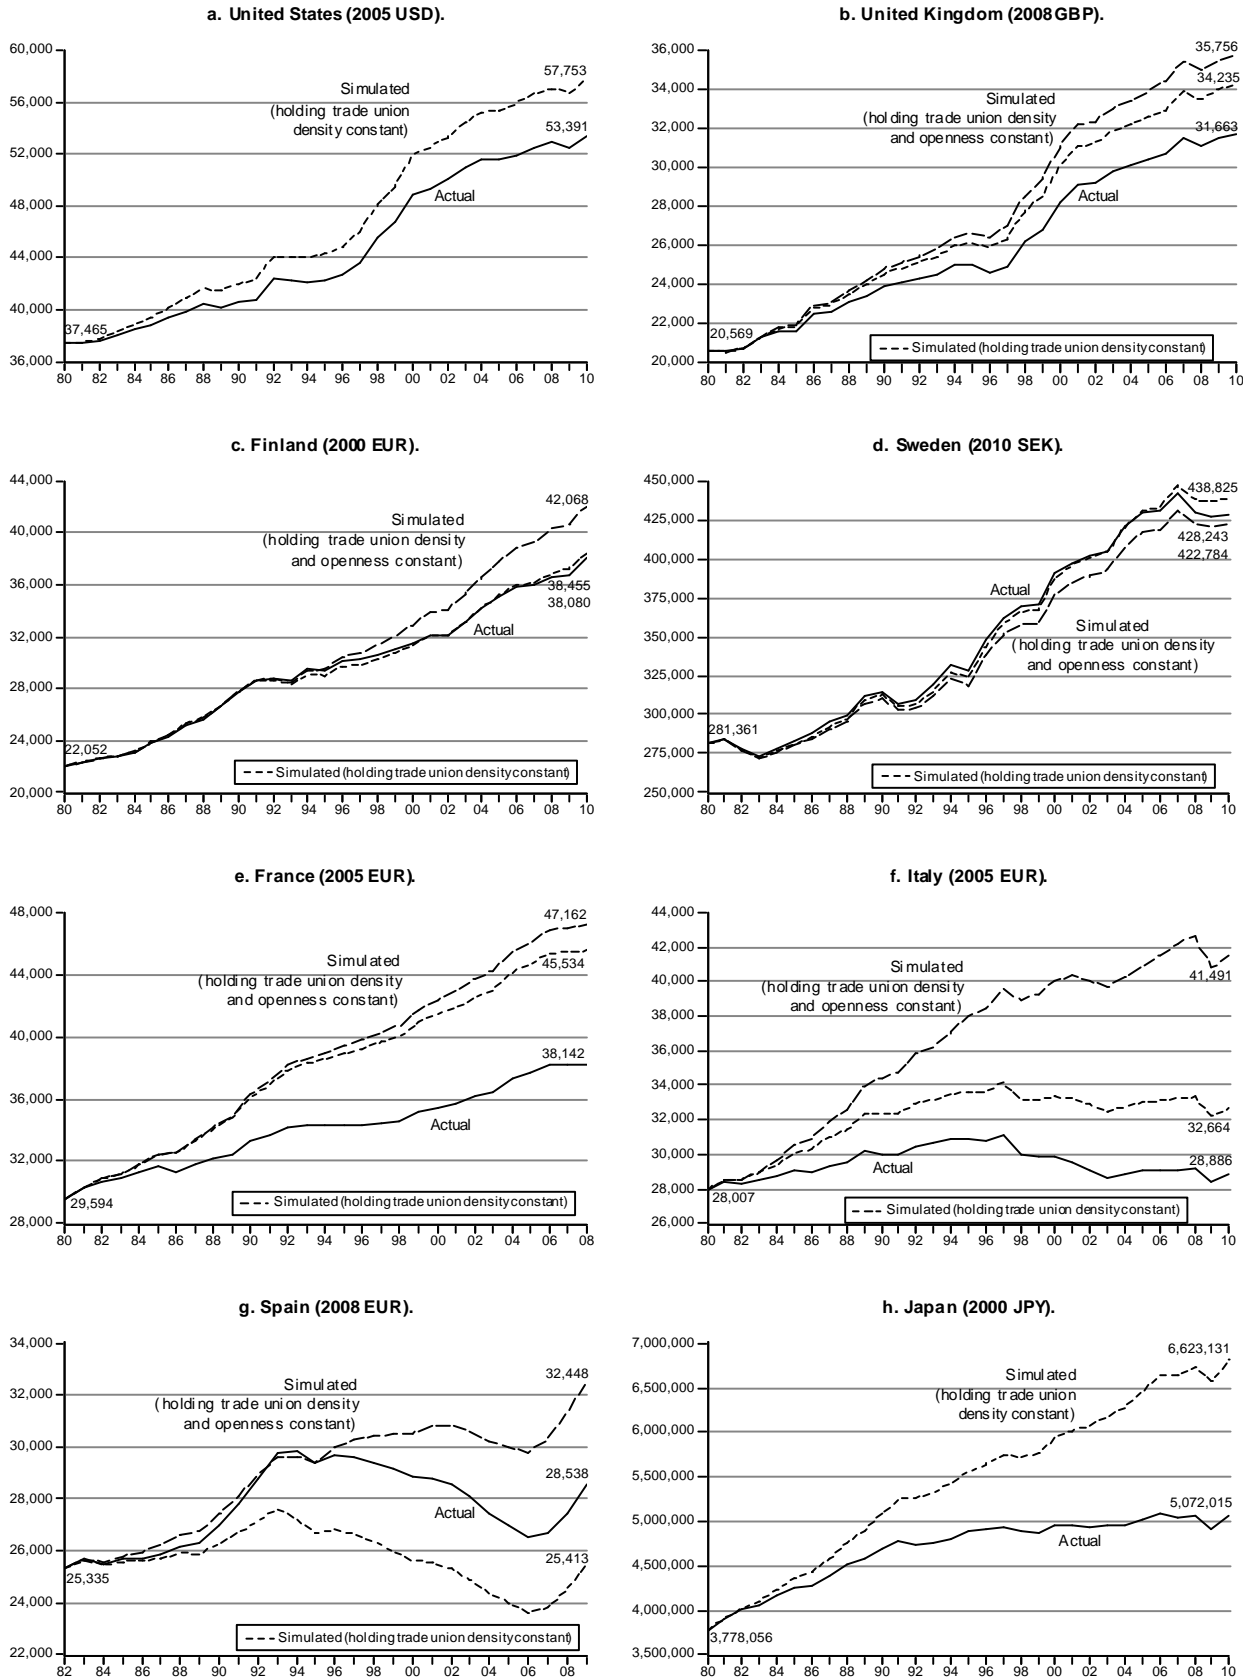 a. United States (2005 USD).
60,000
56,000
52,000
48,000
44,000
40,000
36,000
Simulated
(holding trade union
density constant)
57,753
53,391
Actual
37,465
80 82 84 86 88 90 92 94 96 98 00 02 04 06 08 10
b. United Kingdom (2008 GBP).
36,000
34,000
32,000
30,000
28,000
26,000
24,000
22,000
20,000
35,756
34,235
Simulated
(holding trade union density
and openness constant)
31,663
Actual
20,569
Simulated (holding trade union density constant)
80 82 84 86 88 90 92 94 96 98 00 02 04 06 08 10
c. Finland (2000 EUR).
44,000
40,000
36,000
32,000
28,000
24,000
20,000
42,068
Simulated
(holding trade union density
and openness constant)
38,455
38,080
Actual
22,052
Simulated (holding trade union density constant)
80 82 84 86 88 90 92 94 96 98 00 02 04 06 08 10
d. Sweden (2010 SEK).
450,000
425,000
400,000
375,000
350,000
325,000
300,000
275,000
250,000
438,825
428,243
422,784
Actual
Simulated
(holding trade union density
and openness constant)
281,361
Simulated (holding trade union density constant)
80 82 84 86 88 90 92 94 96 98 00 02 04 06 08 10
e. France (2005 EUR).
48,000
44,000
40,000
36,000
32,000
28,000
47,162
Simulated
(holding trade union density
and openness constant)
45,534
38,142
Actual
29,594
Simulated (holding trade union density constant)
80 82 84 86 88 90 92 94 96 98 00 02 04 06 08
f. Italy (2005 EUR).
44,000
42,000
40,000
38,000
36,000
34,000
32,000
30,000
28,000
26,000
Simulated
(holding trade union density
and openness constant)
41,491
32,664
28,886
Actual
28,007
Simulated (holding trade union density constant)
80 82 84 86 88 90 92 94 96 98 00 02 04 06 08 10
g. Spain (2008 EUR).
34,000
32,000
30,000
28,000
26,000
24,000
22,000
32,448
Simulated
(holding trade union density
and openness constant)
28,538
Actual
25,413
25,335
Simulated (holding trade union density constant)
82 84 86 88 90 92 94 96 98 00 02 04 06 08
h. Japan (2000 JPY).
7,000,000
6,500,000
6,000,000
5,500,000
5,000,000
4,500,000
4,000,000
3,500,000
6,623,131
Simulated
(holding trade union
density constant)
5,072,015
Actual
3,778,056
80 82 84 86 88 90 92 94 96 98 00 02 04 06 08 10